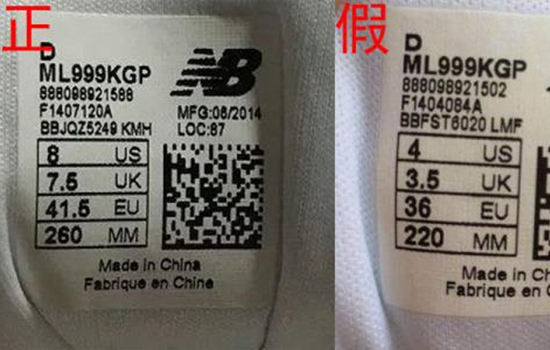 正
D
ML999KGP
888098921588
F1407120A
BBJQZ5249 KMH
NB
MFG:08/2014
LOC:87
8 US
7.5 UK
41.5 EU
260 MM
Made in China
Fabrique en Chine
假
D
ML999KGP
888098921502
F1404084A
BBFST6020 LMF
4 US
3.5 UK
36 EU
220 MM
Made in Ch
Fabrique en C